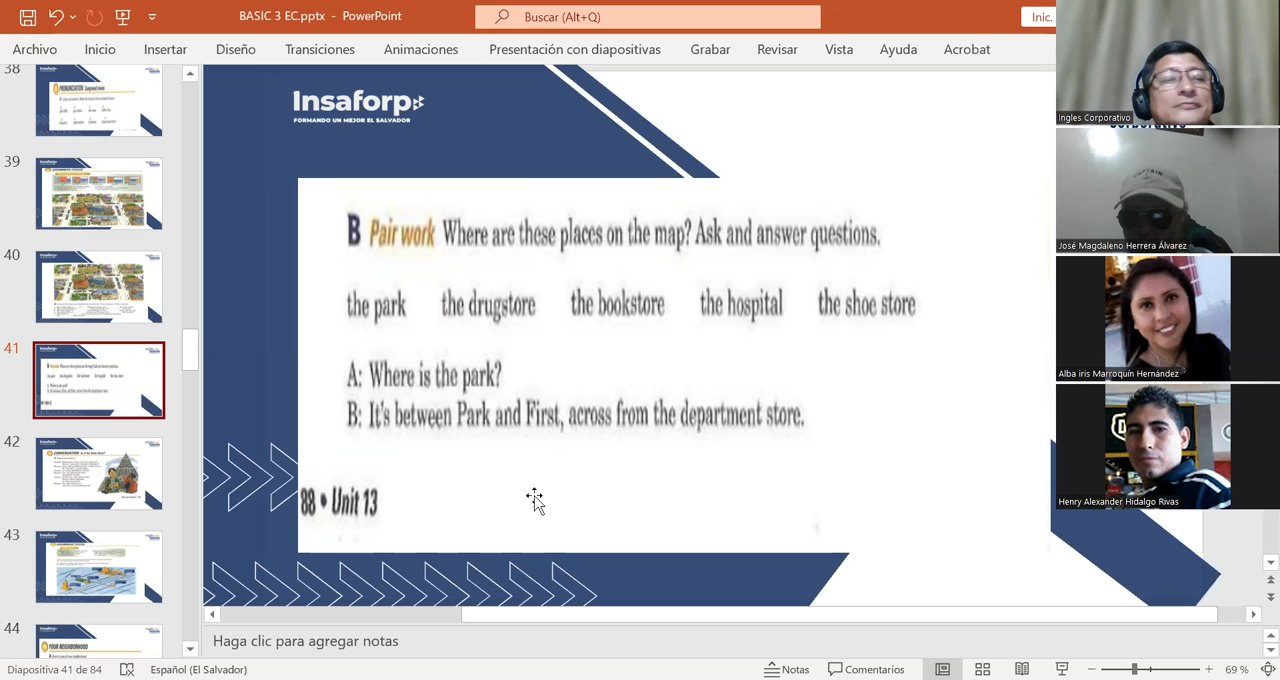 BASIC 3 EC.pptx - PowerPoint
Buscar (Alt+Q)
Inic.
Archivo Inicio Insertar Diseño Transiciones Animaciones Presentación con diapositivas Grabar Revisar Vista Ayuda Acrobat
38
39
40
41
42
43
44
Insaforp
FORMANDO UN MEJOR EL SALVADOR
B Pair work Where are these places on the map? Ask and answer questions.
the park the drugstore the bookstore the hospital the shoe store
A: Where is the park?
B: It's between Park and First, across from the department store.
88 • Unit 13
Ingles Corporativo
CAPTAIN
José Magdaleno Herrera Álvarez
Alba iris Marroquín Hernández
Henry Alexander Hidalgo Rivas
Haga clic para agregar notas
Diapositiva 41 de 84 Español (El Salvador) Notas Comentarios 69 %